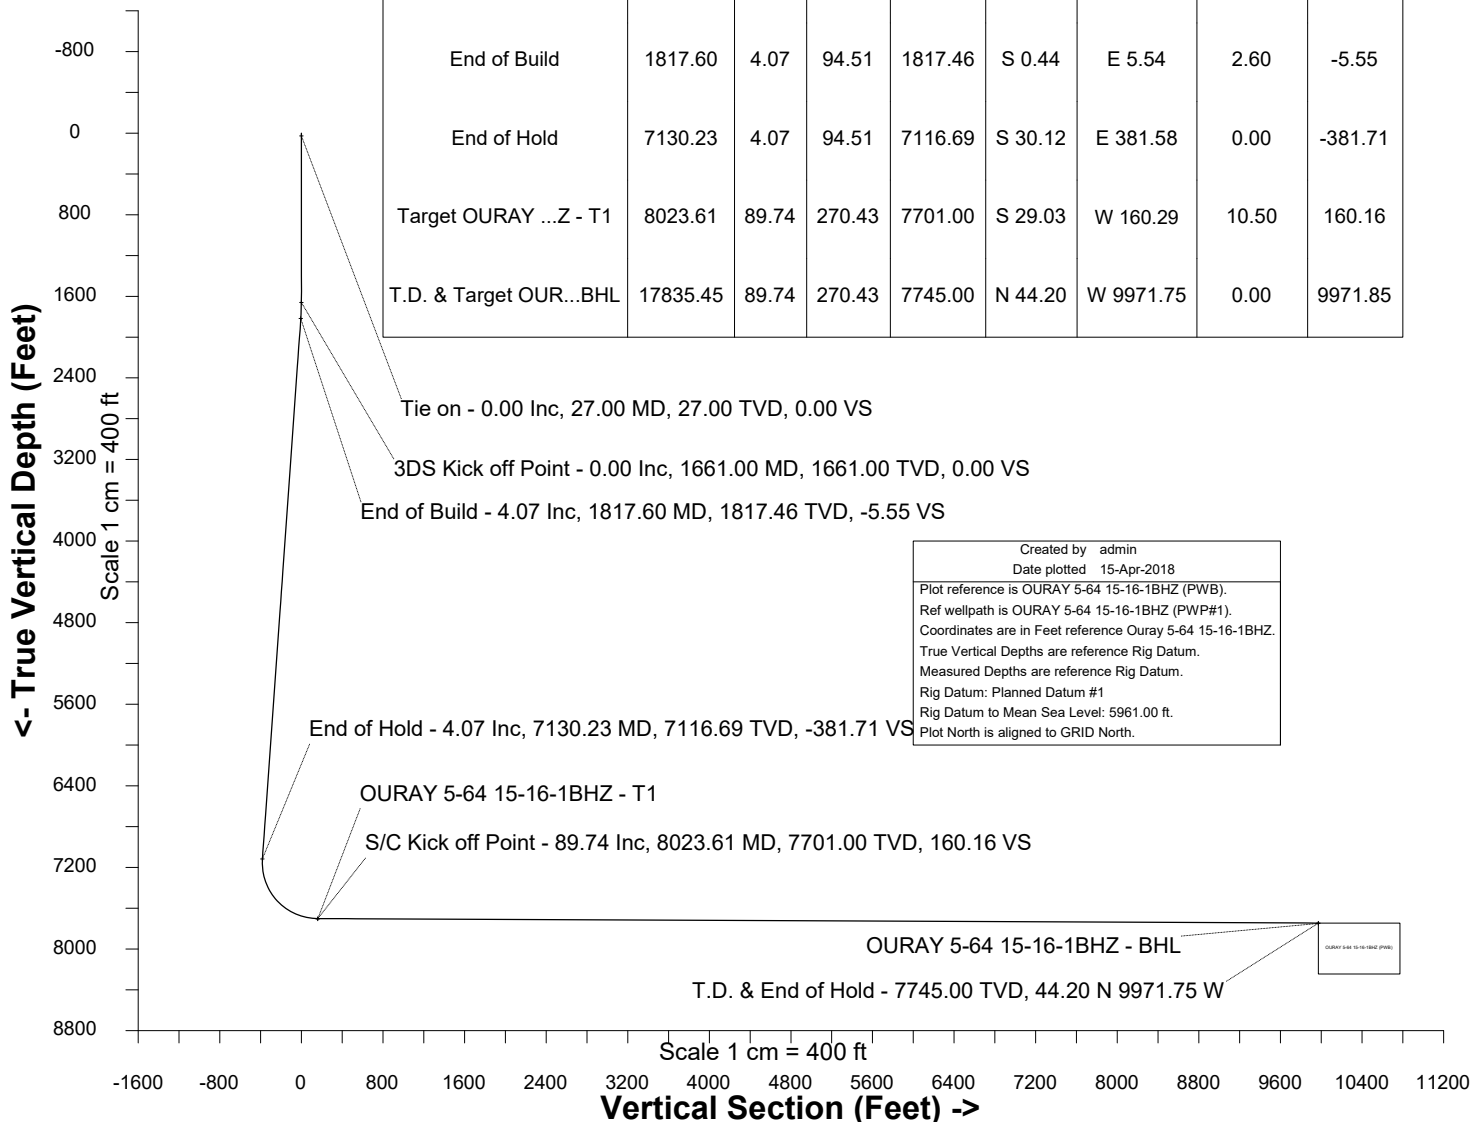 End of Build 1817.60 4.07 94.51 1817.46 S 0.44 E 5.54 2.60 -5.55
End of Hold 7130.23 4.07 94.51 7116.69 S 30.12 E 381.58 0.00 -381.71
Target OURAY ...Z - T1 8023.61 89.74 270.43 7701.00 S 29.03 W 160.29 10.50 160.16
T.D. & Target OUR...BHL 17835.45 89.74 270.43 7745.00 N 44.20 W 9971.75 0.00 9971.85
<- True Vertical Depth (Feet)
Scale 1 cm = 400 ft
-800
0
800
1600
2400
3200
4000
4800
5600
6400
7200
8000
8800
Tie on - 0.00 Inc, 27.00 MD, 27.00 TVD, 0.00 VS
3DS Kick off Point - 0.00 Inc, 1661.00 MD, 1661.00 TVD, 0.00 VS
End of Build - 4.07 Inc, 1817.60 MD, 1817.46 TVD, -5.55 VS
Created by admin
Date plotted 15-Apr-2018
Plot reference is OURAY 5-64 15-16-1BHZ (PWB).
Ref wellpath is OURAY 5-64 15-16-1BHZ (PWP#1).
Coordinates are in Feet reference Ouray 5-64 15-16-1BHZ.
True Vertical Depths are reference Rig Datum.
Measured Depths are reference Rig Datum.
Rig Datum: Planned Datum #1
Rig Datum to Mean Sea Level: 5961.00 ft.
Plot North is aligned to GRID North.
End of Hold - 4.07 Inc, 7130.23 MD, 7116.69 TVD, -381.71 VS
OURAY 5-64 15-16-1BHZ - T1
S/C Kick off Point - 89.74 Inc, 8023.61 MD, 7701.00 TVD, 160.16 VS
OURAY 5-64 15-16-1BHZ - BHL
OURAY 5-64 15-16-1BHZ (PWB)
T.D. & End of Hold - 7745.00 TVD, 44.20 N 9971.75 W
Scale 1 cm = 400 ft
-1600 -800 0 800 1600 2400 3200 4000 4800 5600 6400 7200 8000 8800 9600 10400 11200
Vertical Section (Feet) ->